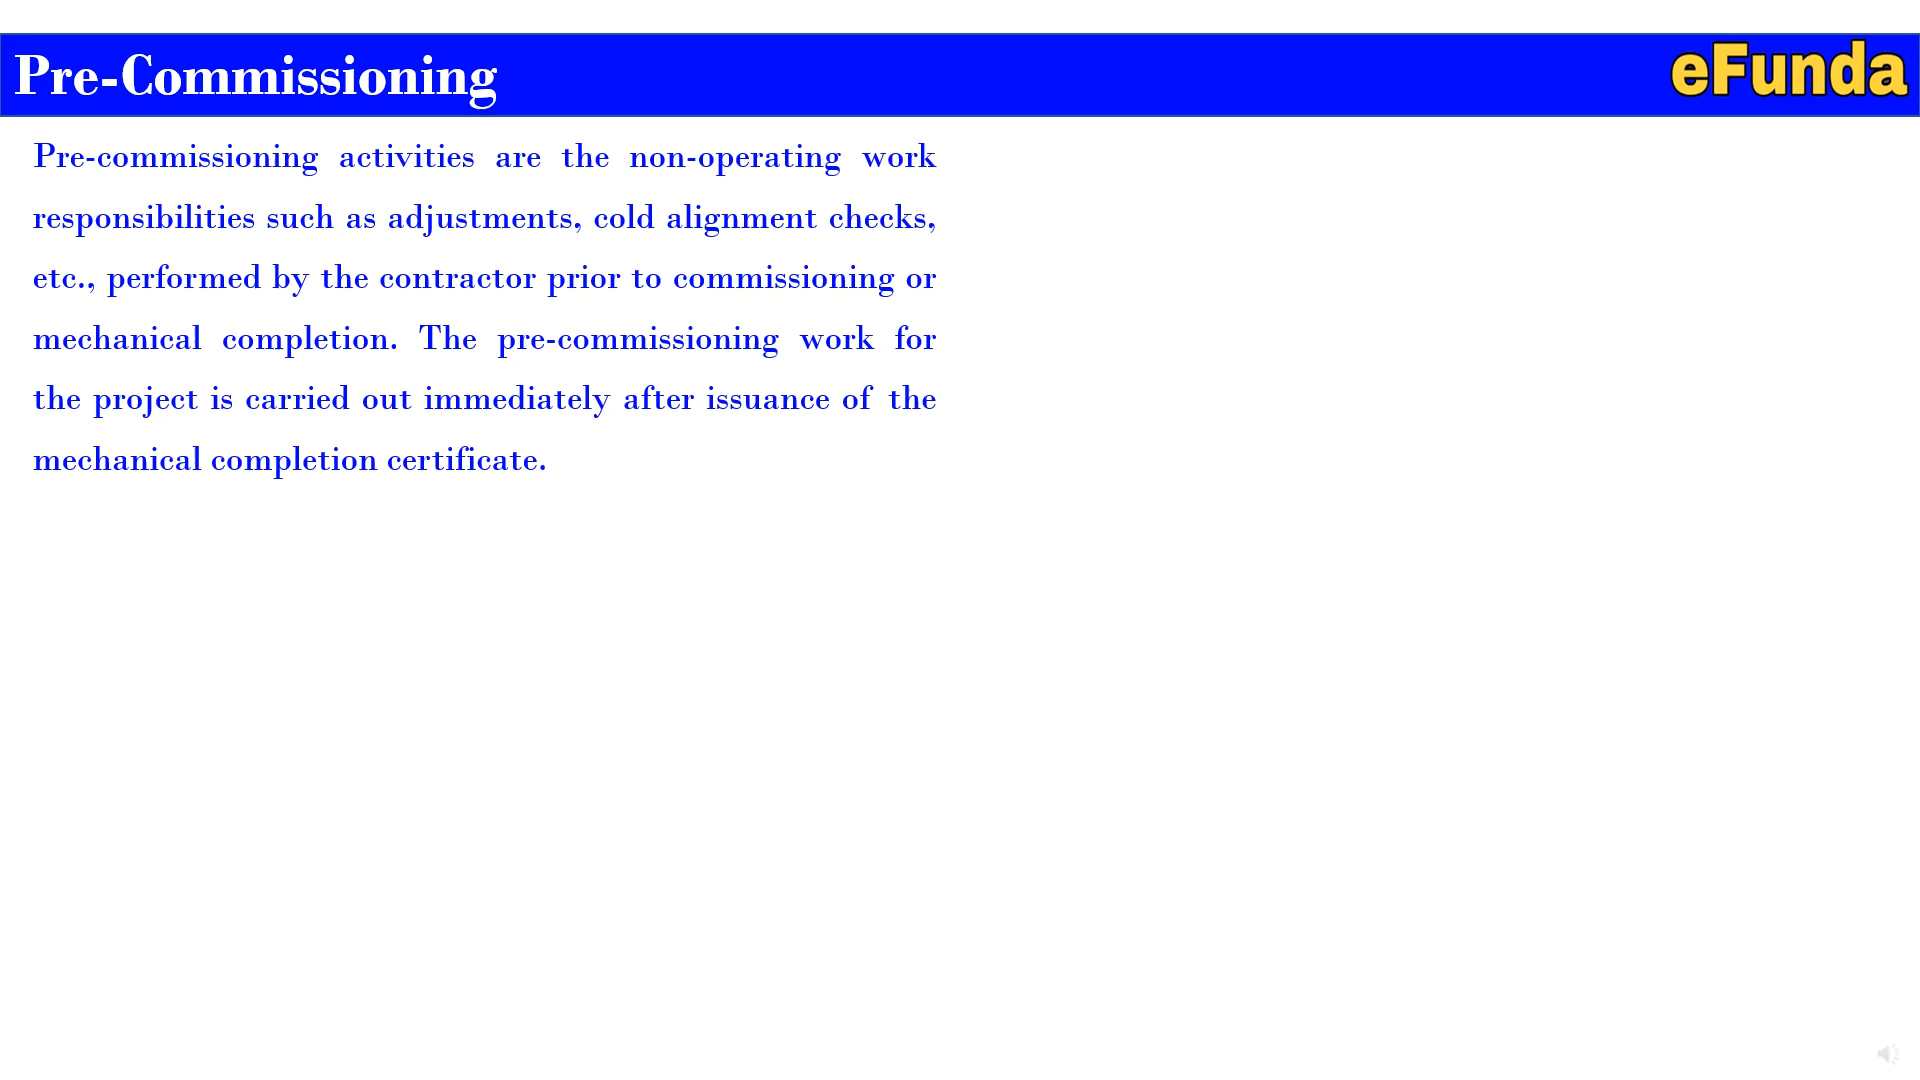 Pre-Commissioning
eFunda
Pre-commissioning activities are the non-operating work
responsibilities such as adjustments, cold alignment checks,
etc., performed by the contractor prior to commissioning or
mechanical completion. The pre-commissioning work for
the project is carried out immediately after issuance of the
mechanical completion certificate.